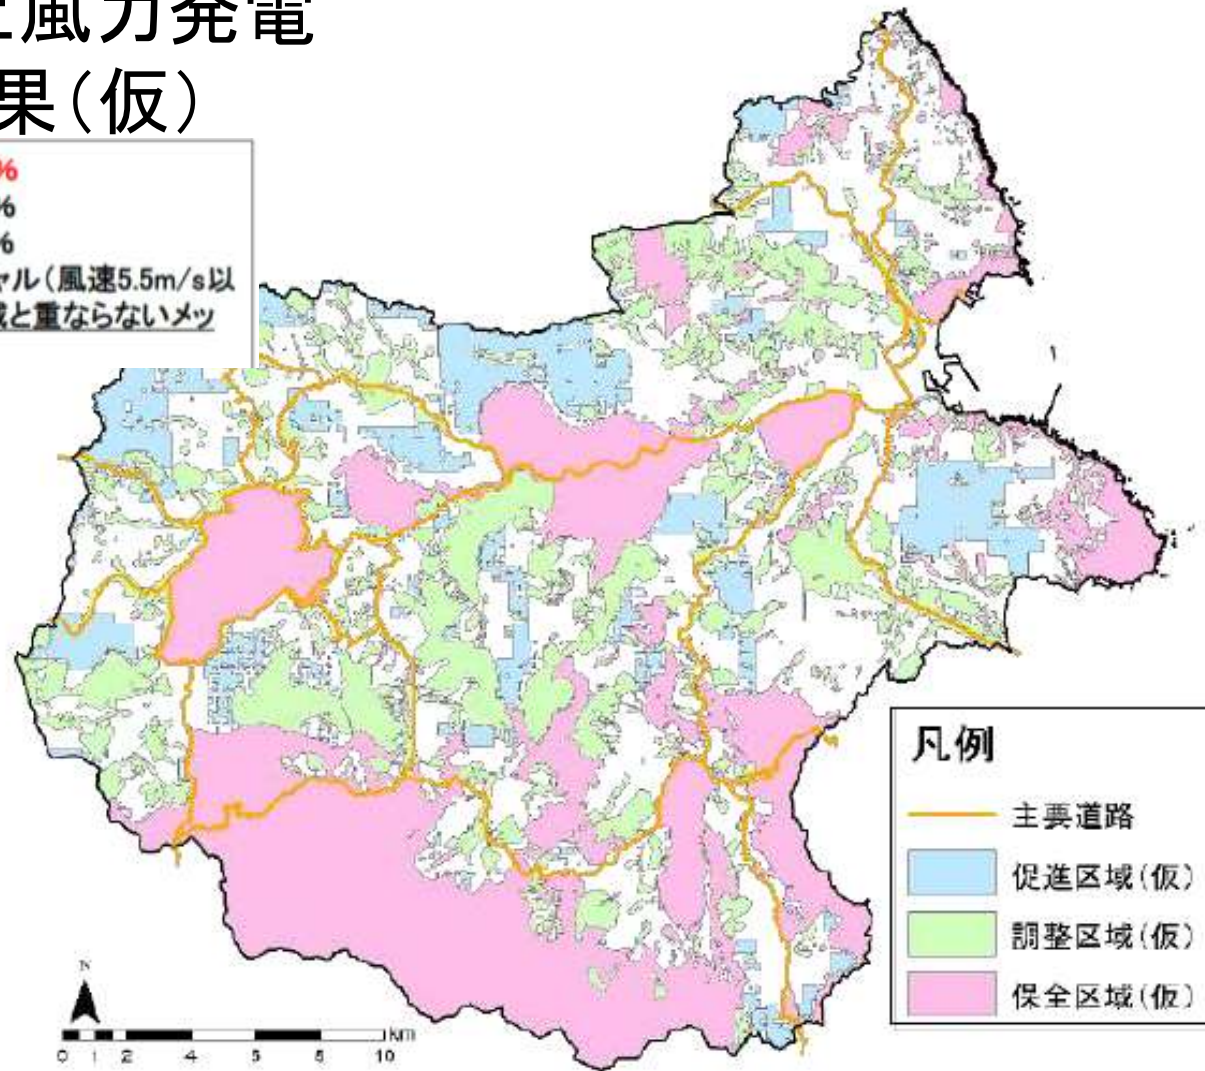 風力発電
果(仮)
%
%
%
ャル(風速5.5m/s以
域と重ならないメッ
凡例
主要道路
促進区域(仮)
調整区域(仮)
保全区域(仮)
N
km
0 1 2 4 6 8 10